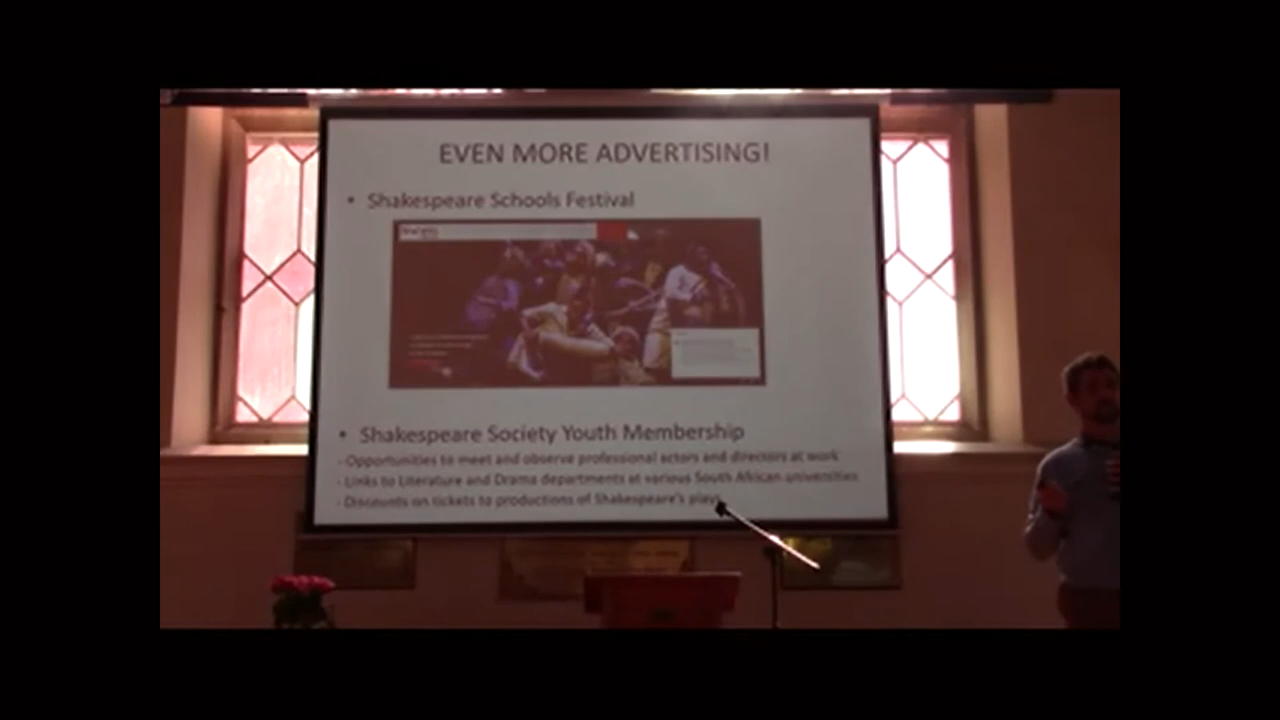 EVEN MORE ADVERTISING!
• Shakespeare Schools Festival
• Shakespeare Society Youth Membership
- Opportunities to meet and observe professional actors and directors at work
- Links to Literature and Drama departments at various South African universities
- Discounts on tickets to productions of Shakespeare's plays